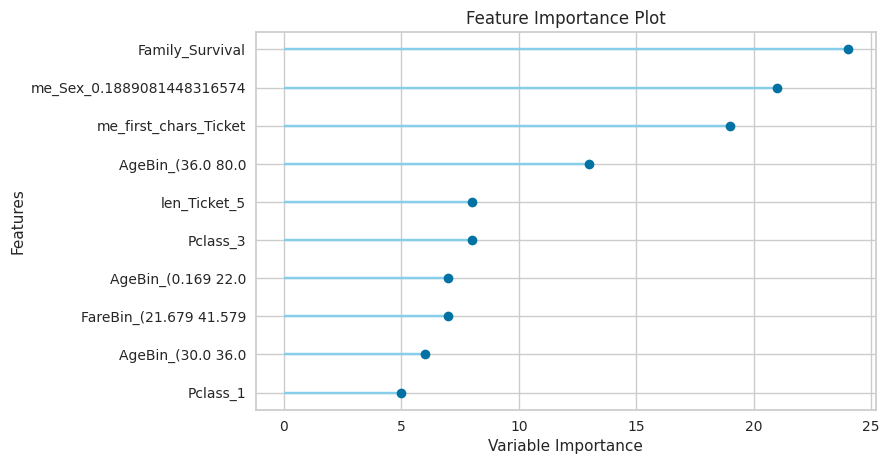 Feature Importance Plot
Features
Family_Survival
me_Sex_0.1889081448316574
me_first_chars_Ticket
AgeBin_(36.0 80.0
len_Ticket_5
Pclass_3
AgeBin_(0.169 22.0
FareBin_(21.679 41.579
AgeBin_(30.0 36.0
Pclass_1
0 5 10 15 20 25
Variable Importance